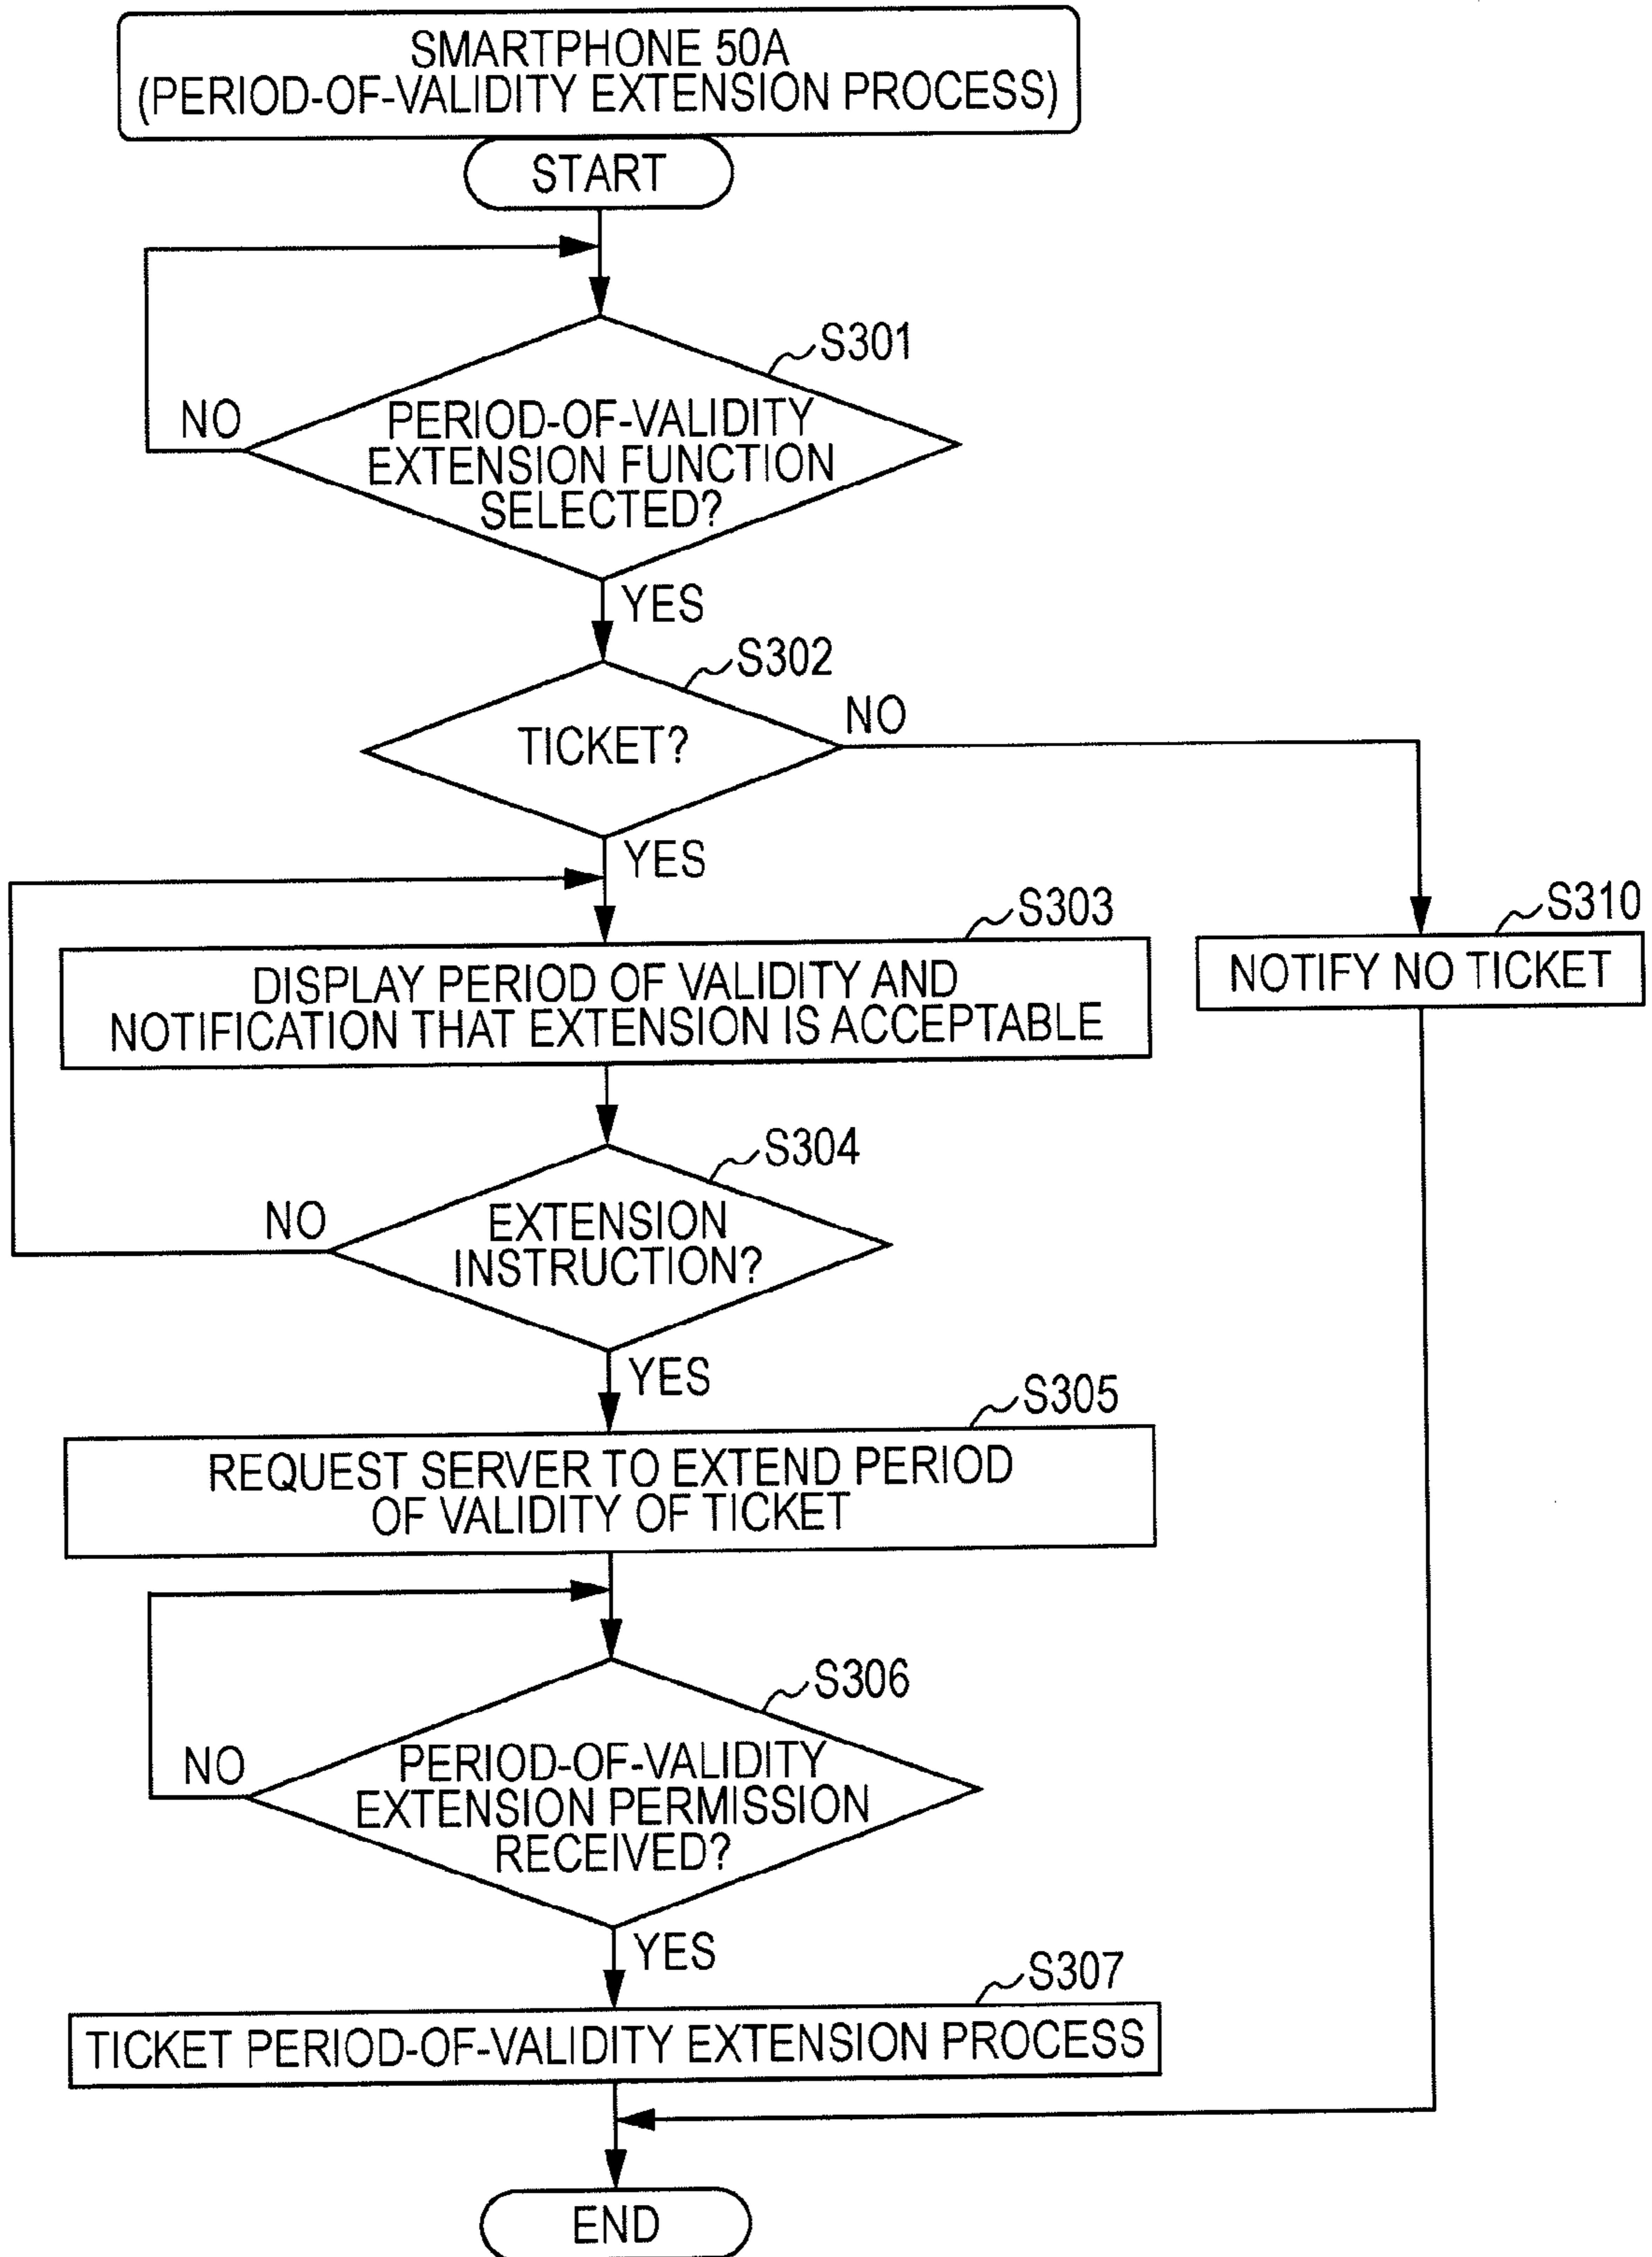 SMARTPHONE 50A
(PERIOD-OF-VALIDITY EXTENSION PROCESS)
START
S301
NO
PERIOD-OF-VALIDITY
EXTENSION FUNCTION
SELECTED?
YES
S302
NO
TICKET?
YES
S303
S310
DISPLAY PERIOD OF VALIDITY AND
NOTIFICATION THAT EXTENSION IS ACCEPTABLE
NOTIFY NO TICKET
S304
NO
EXTENSION
INSTRUCTION?
YES
S305
REQUEST SERVER TO EXTEND PERIOD
OF VALIDITY OF TICKET
S306
NO
PERIOD-OF-VALIDITY
EXTENSION PERMISSION
RECEIVED?
YES
S307
TICKET PERIOD-OF-VALIDITY EXTENSION PROCESS
END